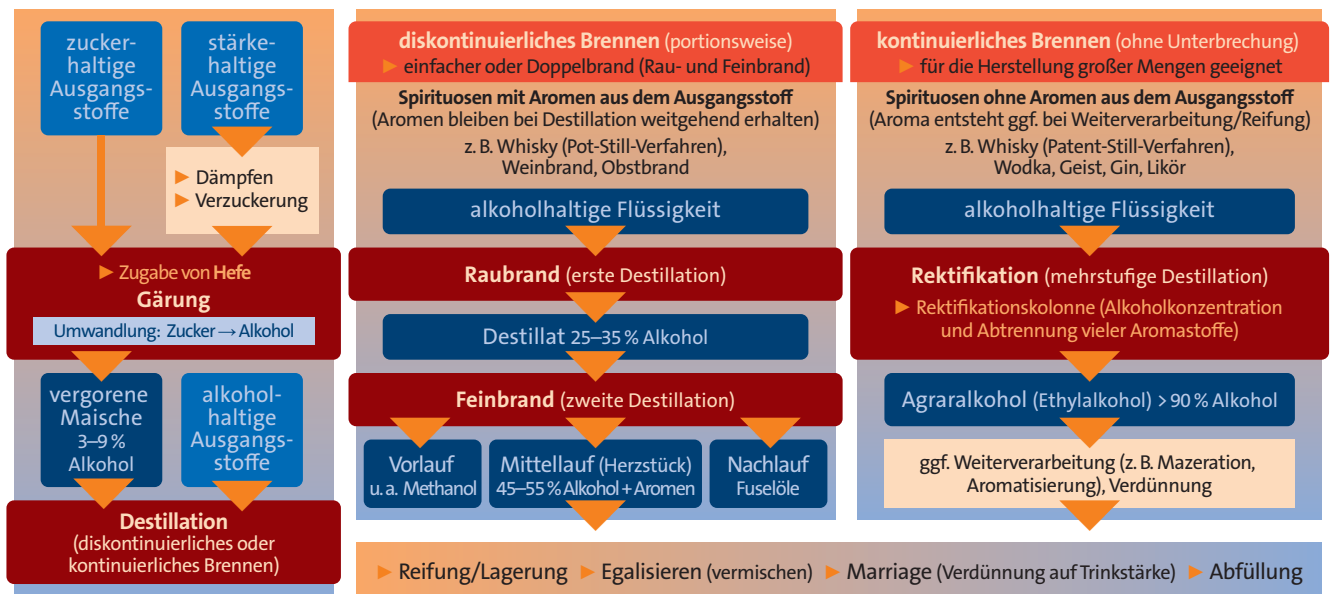 zucker-
haltige
Ausgangs-
stoffe
stärke-
haltige
Ausgangs-
stoffe
► Dämpfen
► Verzuckerung
► Zugabe von Hefe
Gärung
Umwandlung: Zucker → Alkohol
vergorene
Maische
3–9 %
Alkohol
alkohol-
haltige
Ausgangs-
stoffe
Destillation
(diskontinuierliches oder
kontinuierliches Brennen)
diskontinuierliches Brennen (portionsweise)
► einfacher oder Doppelbrand (Rau- und Feinbrand)
Spirituosen mit Aromen aus dem Ausgangsstoff
(Aromen bleiben bei Destillation weitgehend erhalten)
z. B. Whisky (Pot-Still-Verfahren),
Weinbrand, Obstbrand
alkoholhaltige Flüssigkeit
Raubrand (erste Destillation)
Destillat 25–35 % Alkohol
Feinbrand (zweite Destillation)
Vorlauf
u. a. Methanol
Mittellauf (Herzstück)
45–55 % Alkohol + Aromen
Nachlauf
Fuselöle
kontinuierliches Brennen (ohne Unterbrechung)
► für die Herstellung großer Mengen geeignet
Spirituosen ohne Aromen aus dem Ausgangsstoff
(Aroma entsteht ggf. bei Weiterverarbeitung/Reifung)
z. B. Whisky (Patent-Still-Verfahren),
Wodka, Geist, Gin, Likör
alkoholhaltige Flüssigkeit
Rektifikation (mehrstufige Destillation)
► Rektifikationskolonne (Alkoholkonzentration
und Abtrennung vieler Aromastoffe)
Agraralkohol (Ethylalkohol) > 90 % Alkohol
ggf. Weiterverarbeitung (z. B. Mazeration,
Aromatisierung), Verdünnung
► Reifung/Lagerung ► Egalisieren (vermischen) ► Marriage (Verdünnung auf Trinkstärke) ► Abfüllung